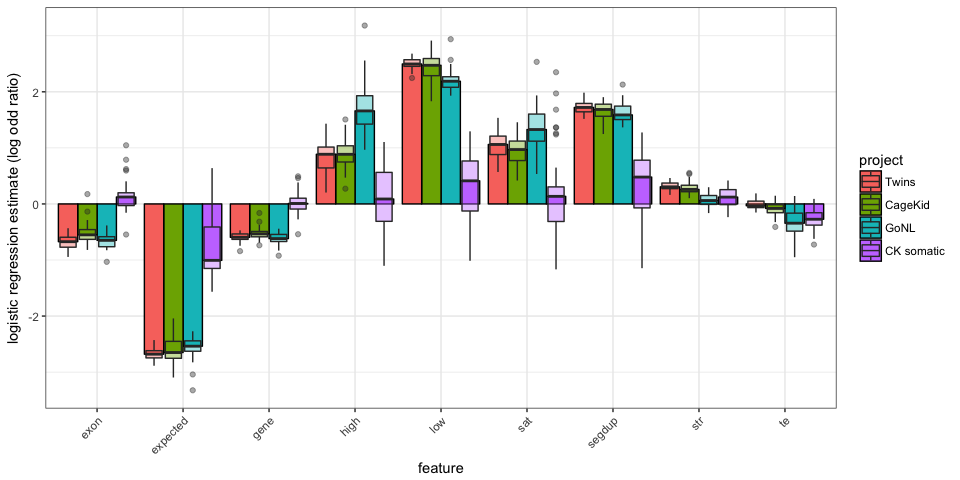 logistic regression estimate (log odd ratio)
2
0
-2
exon
expected
gene
high
low
sat
segdup
str
te
feature
project
Twins
CageKid
GoNL
CK somatic